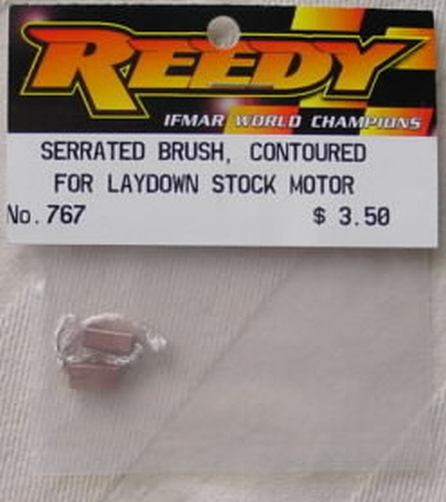 REEDY
IFMAR WORLD CHAMPIONS
SERRATED BRUSH, CONTOURED
FOR LAYDOWN STOCK MOTOR
No. 767 $ 3.50